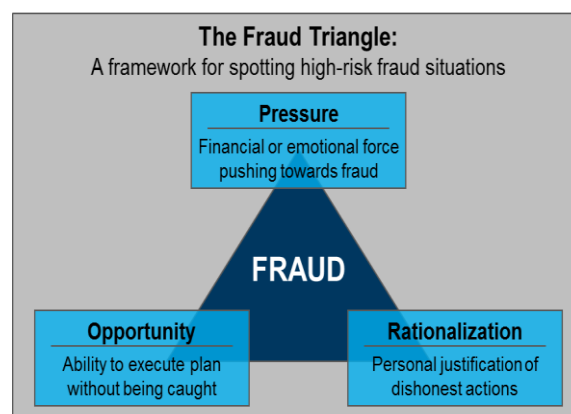 The Fraud Triangle:
A framework for spotting high-risk fraud situations
Pressure
Financial or emotional force
pushing towards fraud
FRAUD
Opportunity
Ability to execute plan
without being caught
Rationalization
Personal justification of
dishonest actions